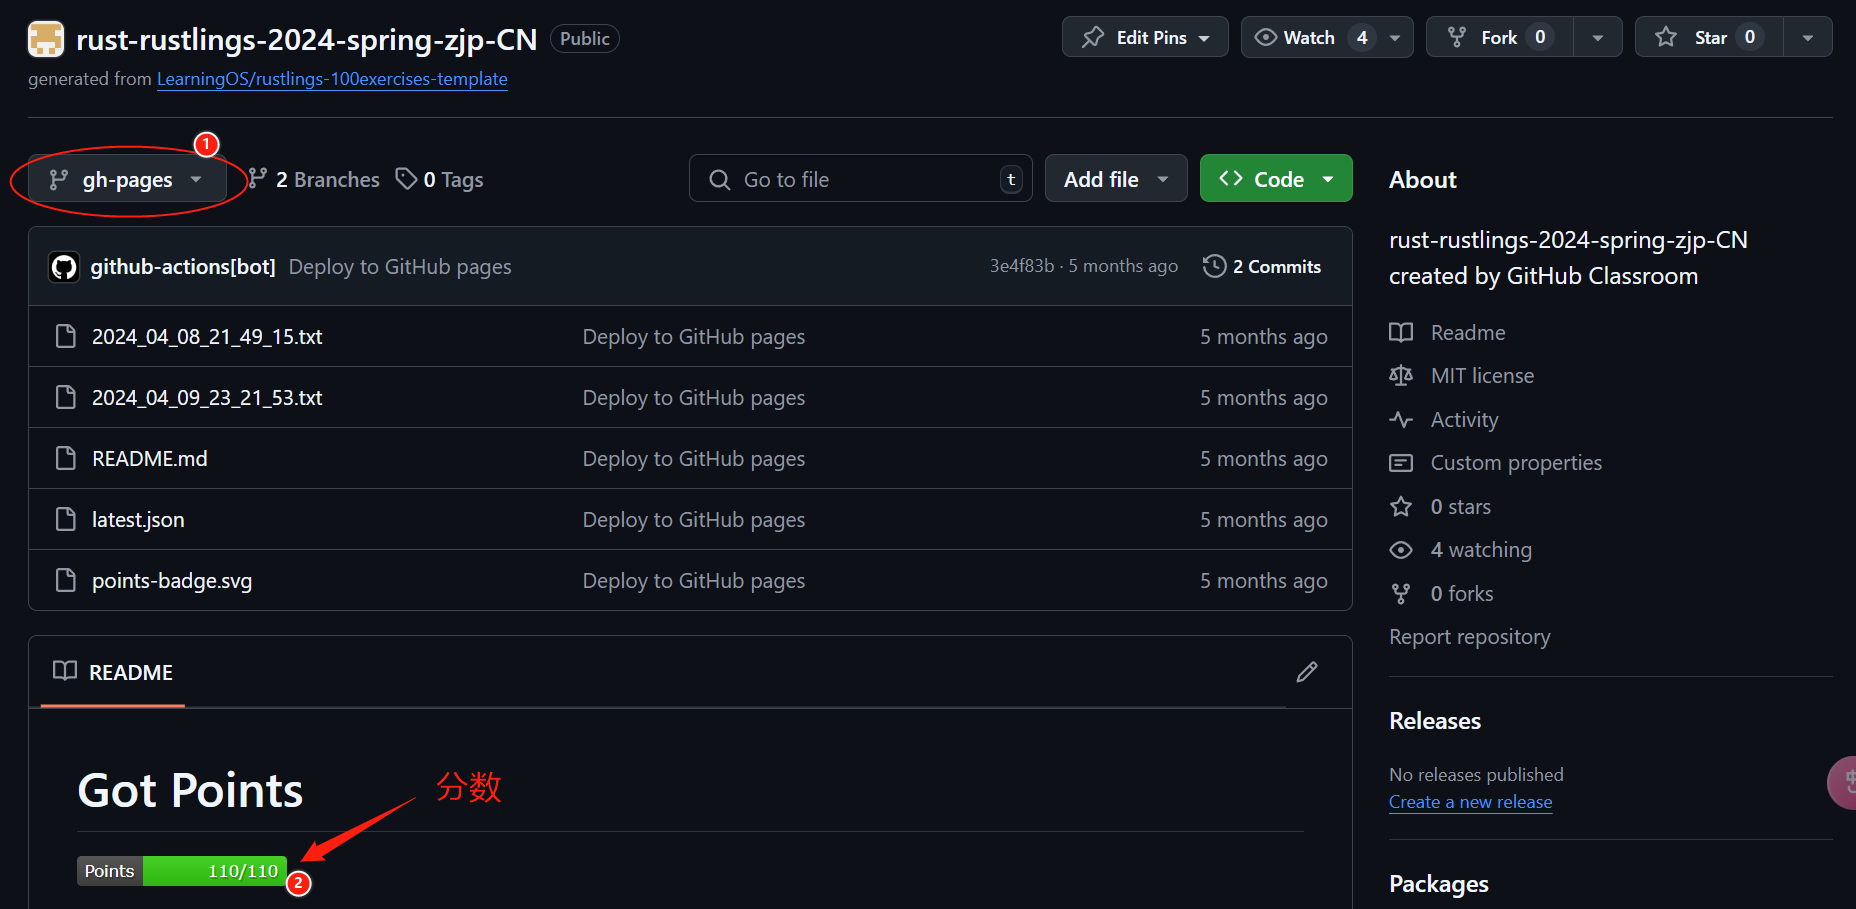 rust-rustlings-2024-spring-zjp-CN Public
Edit Pins Watch 4 Fork 0 Star 0
generated from LearningOS/rustlings-100exercises-template
1
gh-pages 2 Branches 0 Tags Go to file t Add file Code
github-actions[bot] Deploy to GitHub pages 3e4f83b · 5 months ago 2 Commits
2024_04_08_21_49_15.txt Deploy to GitHub pages 5 months ago
2024_04_09_23_21_53.txt Deploy to GitHub pages 5 months ago
README.md Deploy to GitHub pages 5 months ago
latest.json Deploy to GitHub pages 5 months ago
points-badge.svg Deploy to GitHub pages 5 months ago
README
Got Points
分数
Points 110/110
2
About
rust-rustlings-2024-spring-zjp-CN
created by GitHub Classroom
Readme
MIT license
Activity
Custom properties
0 stars
4 watching
0 forks
Report repository
Releases
No releases published
Create a new release
Packages